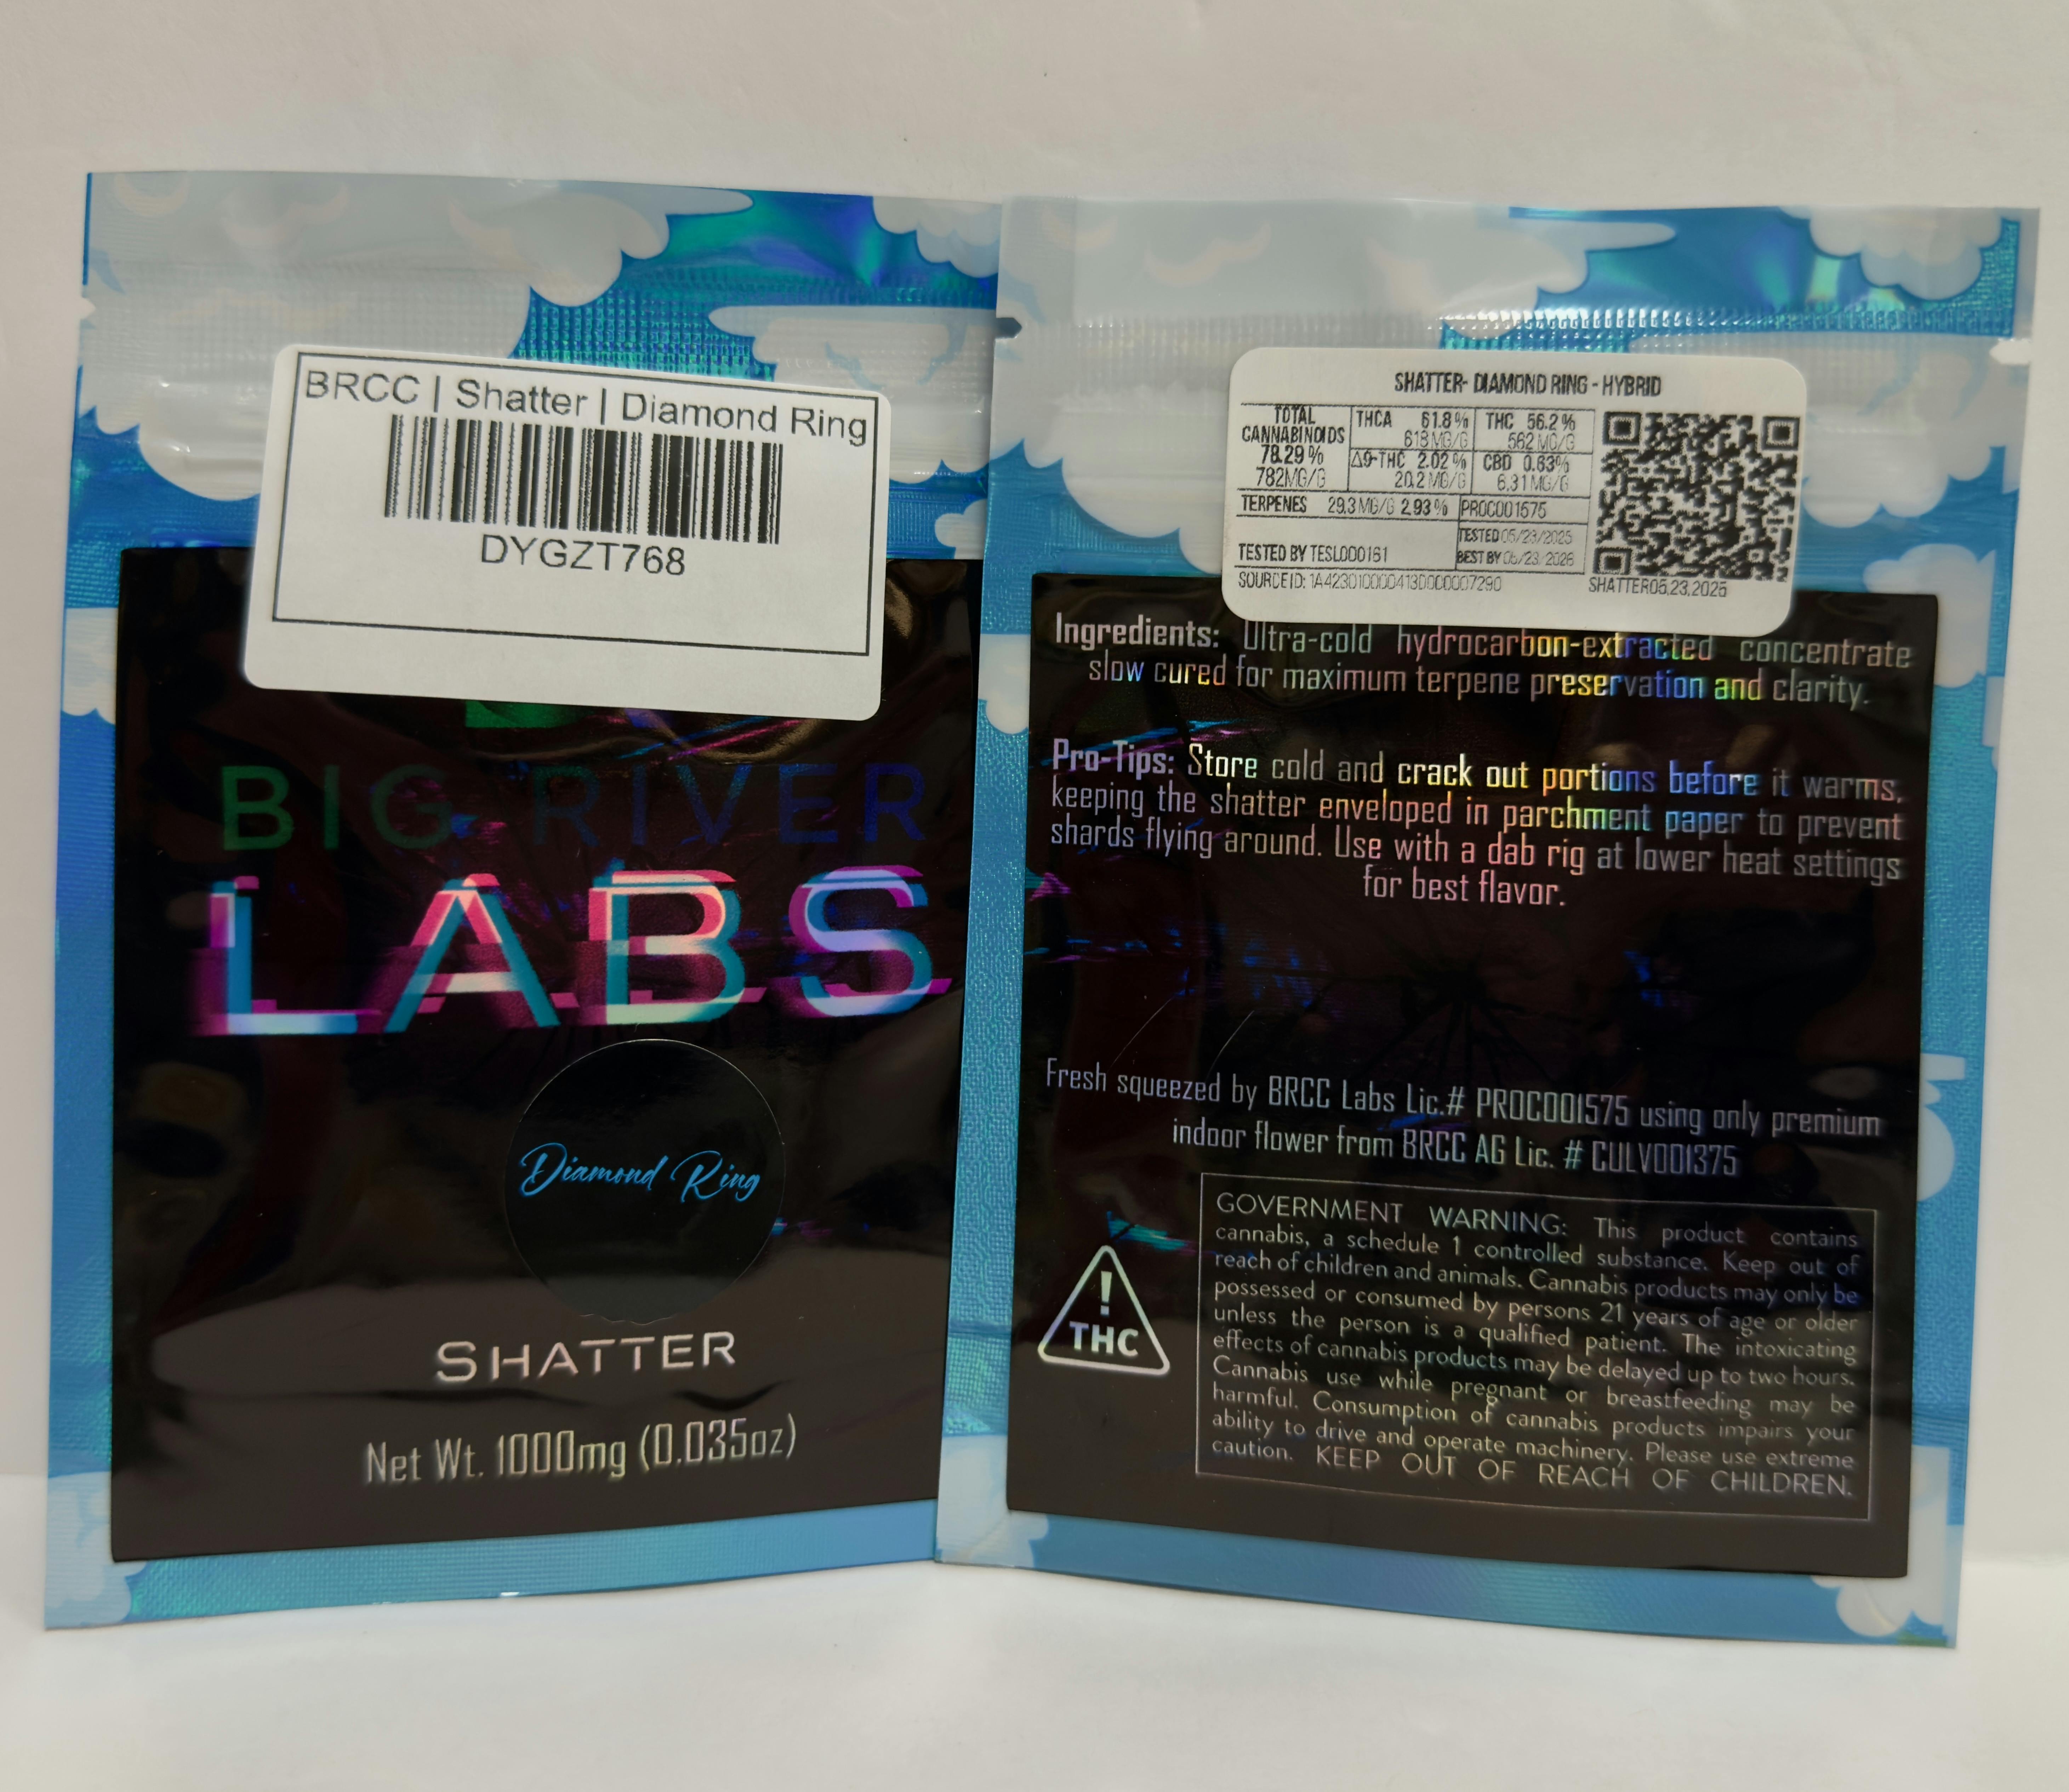 BRCC | Shatter | Diamond Ring
DYGZT768
BIG RIVER
LABS
Diamond Ring
SHATTER
Net Wt. 1000mg (0.035oz)
SHATTER- DIAMOND RING - HYBRID
TOTAL
CANNABINOIDS
78.29 %
782MG/G
THCA 61.8 %
618 MG/G
THC 56.2 %
562 MG/G
Δ9-THC 2.02 %
20.2 MG/G
CBD 0.63%
6.31 MG/G
TERPENES 29.3 MG/G 2.93 % PROC001575
TESTED 05/23/2025
TESTED BY TESL000161 BEST BY 05/23/2026
SOURCE ID: 1A423010000413D000007290 SHATTER05.23.2025
Ingredients: Ultra-cold hydrocarbon-extracted concentrate
slow cured for maximum terpene preservation and clarity.
Pro-Tips: Store cold and crack out portions before it warms,
keeping the shatter enveloped in parchment paper to prevent
shards flying around. Use with a dab rig at lower heat settings
for best flavor.
Fresh squeezed by BRCC Labs Lic.# PROC001575 using only premium
indoor flower from BRCC AG Lic. # CULV001375
! THC
GOVERNMENT WARNING: This product contains
cannabis, a schedule 1 controlled substance. Keep out of
reach of children and animals. Cannabis products may only be
possessed or consumed by persons 21 years of age or older
unless the person is a qualified patient. The intoxicating
effects of cannabis products may be delayed up to two hours.
Cannabis use while pregnant or breastfeeding may be
harmful. Consumption of cannabis products impairs your
ability to drive and operate machinery. Please use extreme
caution. KEEP OUT OF REACH OF CHILDREN.